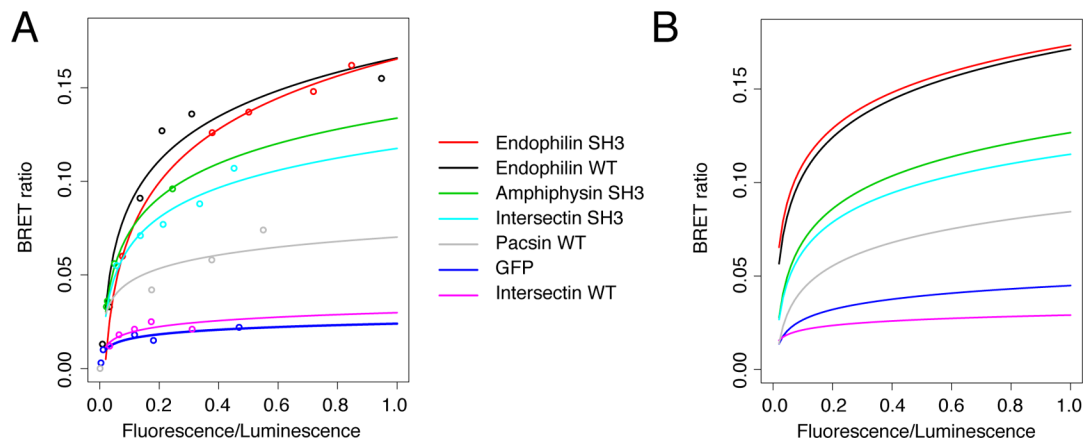 A
BRET ratio
0.15
0.10
0.05
0.00
0.0 0.2 0.4 0.6 0.8 1.0
Fluorescence/Luminescence
Endophilin SH3
Endophilin WT
Amphiphysin SH3
Intersectin SH3
Pacsin WT
GFP
Intersectin WT
B
BRET ratio
0.15
0.10
0.05
0.00
0.0 0.2 0.4 0.6 0.8 1.0
Fluorescence/Luminescence